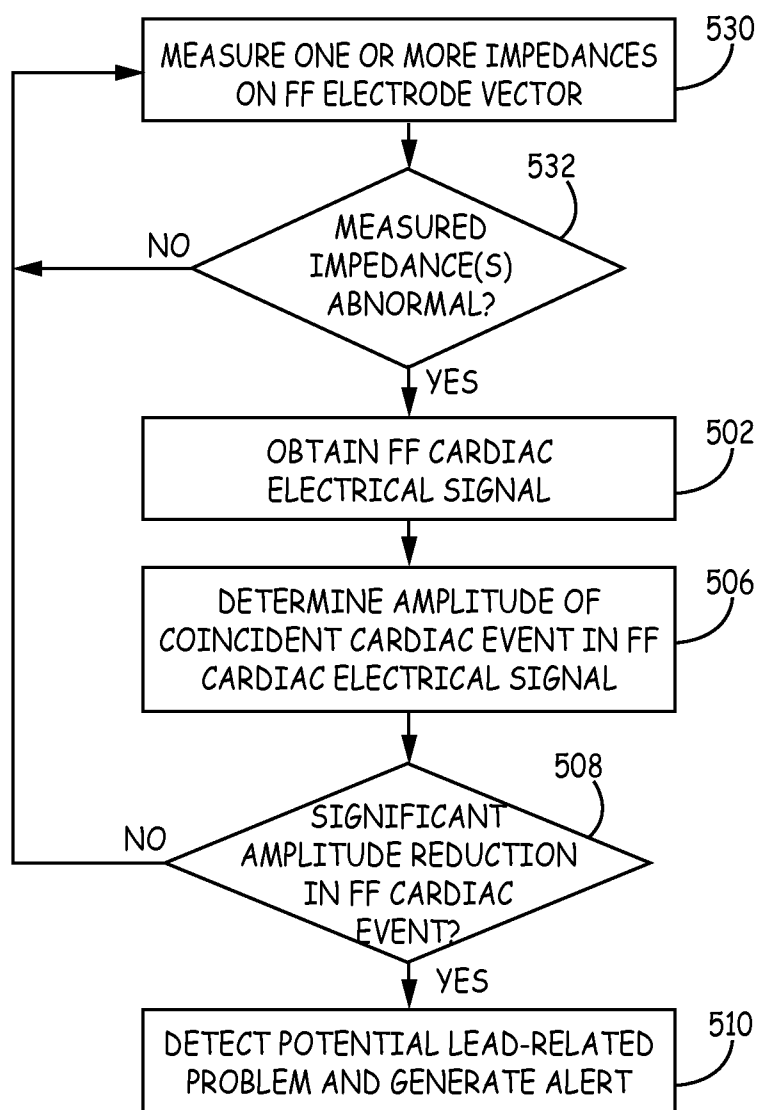 530
MEASURE ONE OR MORE IMPEDANCES
ON FF ELECTRODE VECTOR
532
MEASURED
IMPEDANCE(S)
ABNORMAL?
NO
YES
502
OBTAIN FF CARDIAC
ELECTRICAL SIGNAL
506
DETERMINE AMPLITUDE OF
COINCIDENT CARDIAC EVENT IN FF
CARDIAC ELECTRICAL SIGNAL
508
SIGNIFICANT
AMPLITUDE REDUCTION
IN FF CARDIAC
EVENT?
NO
YES
510
DETECT POTENTIAL LEAD-RELATED
PROBLEM AND GENERATE ALERT